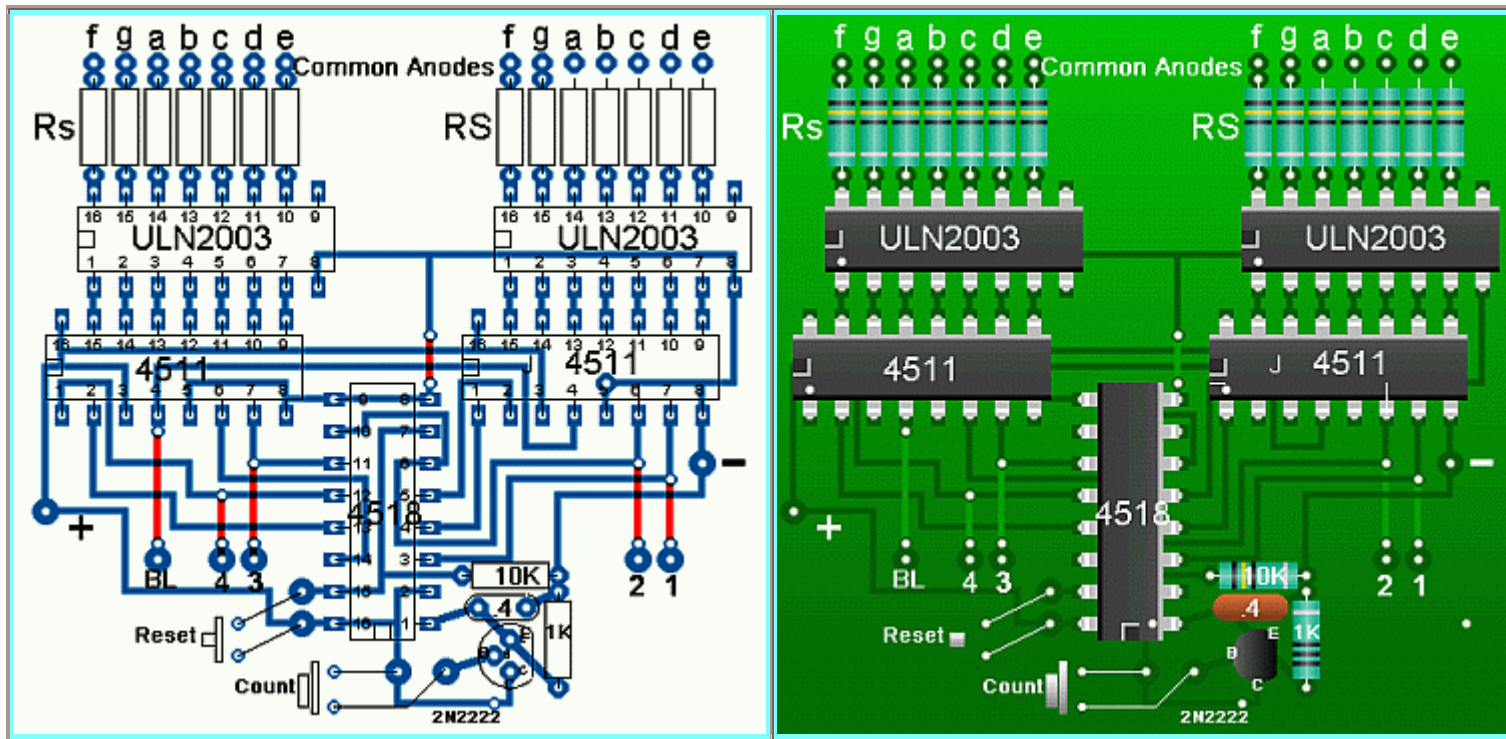 f g a b c d e
f g a b c d e
Common Anodes
Rs
RS
16 15 14 13 12 11 10 9
16 15 14 13 12 11 10 9
ULN2003
ULN2003
1 2 3 4 5 6 7 8
1 2 3 4 5 6 7 8
16 15 14 13 12 11 10 9
16 15 14 13 12 11 10 9
4511
4511
1 2 3 4 5 6 7 8
1 2 3 4 5 6 7 8
9 8
10 7
11 6
12 5
13 4
14 3
15 2
16 1
4518
-
+
BL
4
3
2
1
10K
.4
1K
Reset
E
B
C
Count
2N2222
f g a b c d e
f g a b c d e
Common Anodes
Rs
RS
ULN2003
ULN2003
4511
J 4511
4518
-
+
BL
4
3
2
1
10K
.4
1K
Reset
E
B
C
Count
2N2222